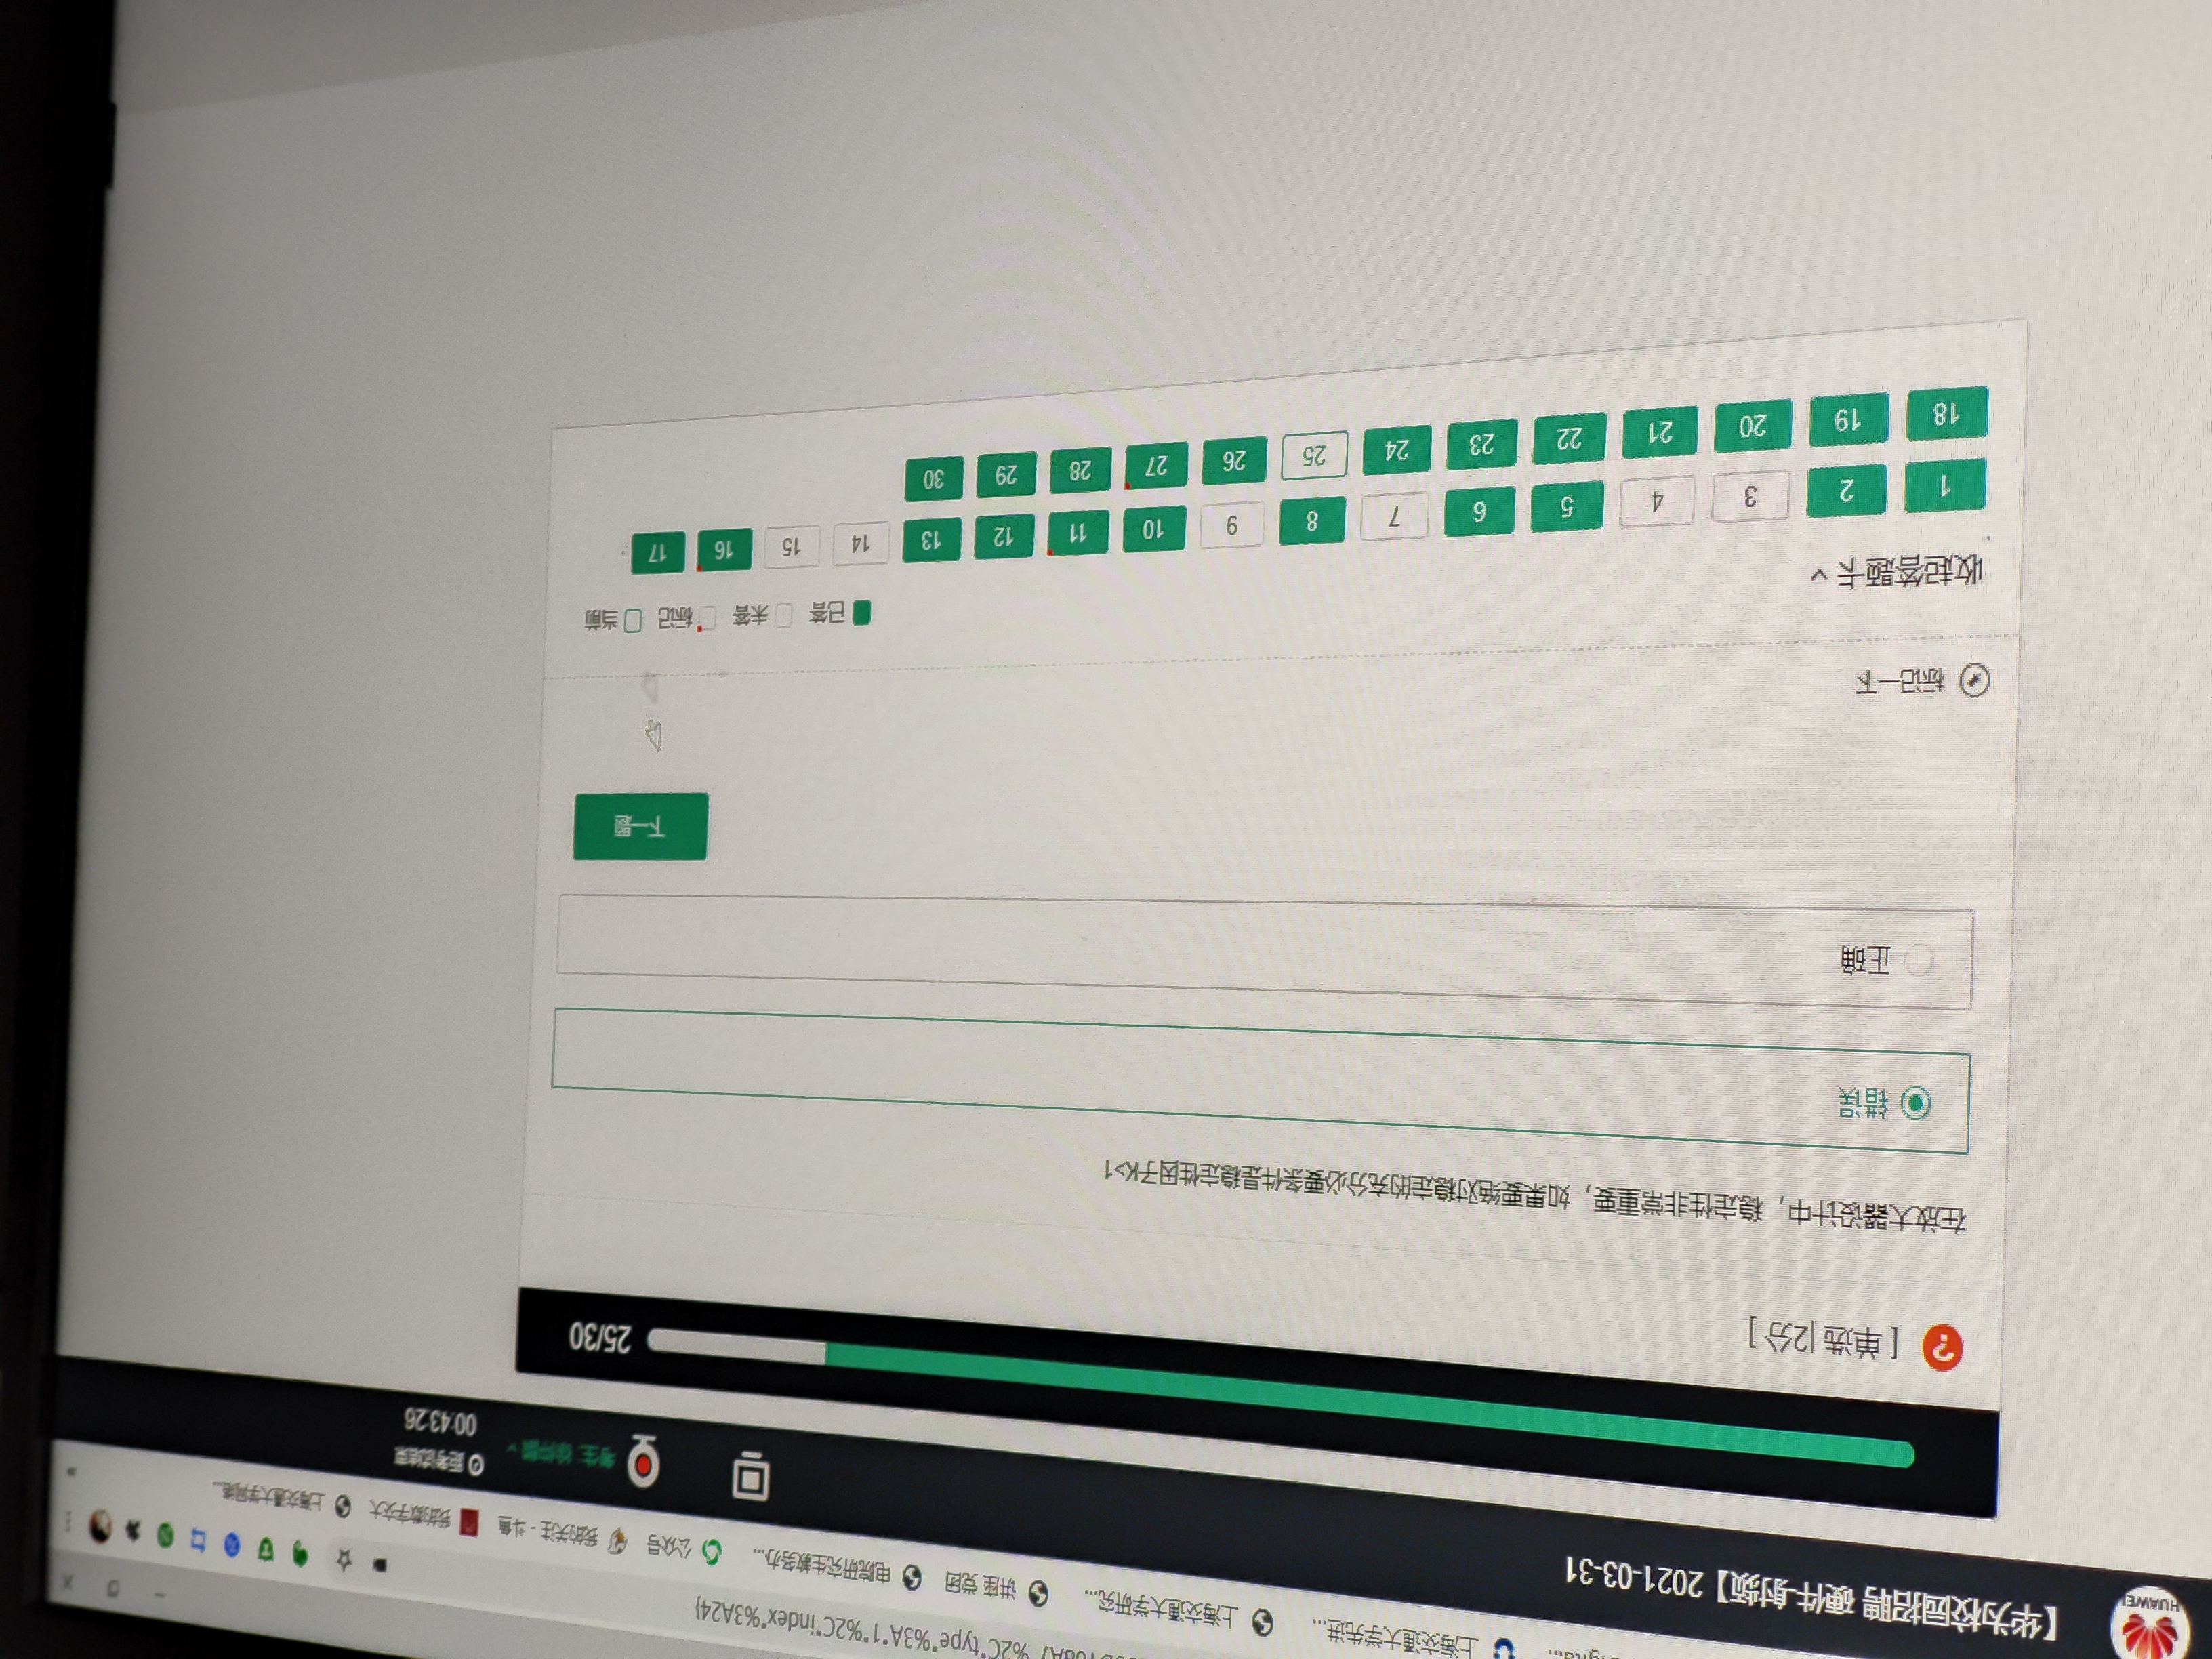 %2C"type"%3A"1"%2C"index"%3A24}
上海交通大学先进...
上海交通大学研究...
讲座 党团
电院研究生教务办...
公众号
我的关注 - 斗鱼
我的数字交大
上海交通大学网络...
HUAWEI
【华为校园招聘 硬件-射频】2021-03-31
距考试结束
00:43:26
25/30
[ 单选 |2分 ]
在放大器设计中，稳定性非常重要，如果要绝对稳定的充分必要条件是稳定性因子K>1
错误
正确
下一题
标记一下
已答 未答 标记 当前
收起答题卡
1 2 3 4 5 6 7 8 9 10 11 12 13 14 15 16 17
18 19 20 21 22 23 24 25 26 27 28 29 30